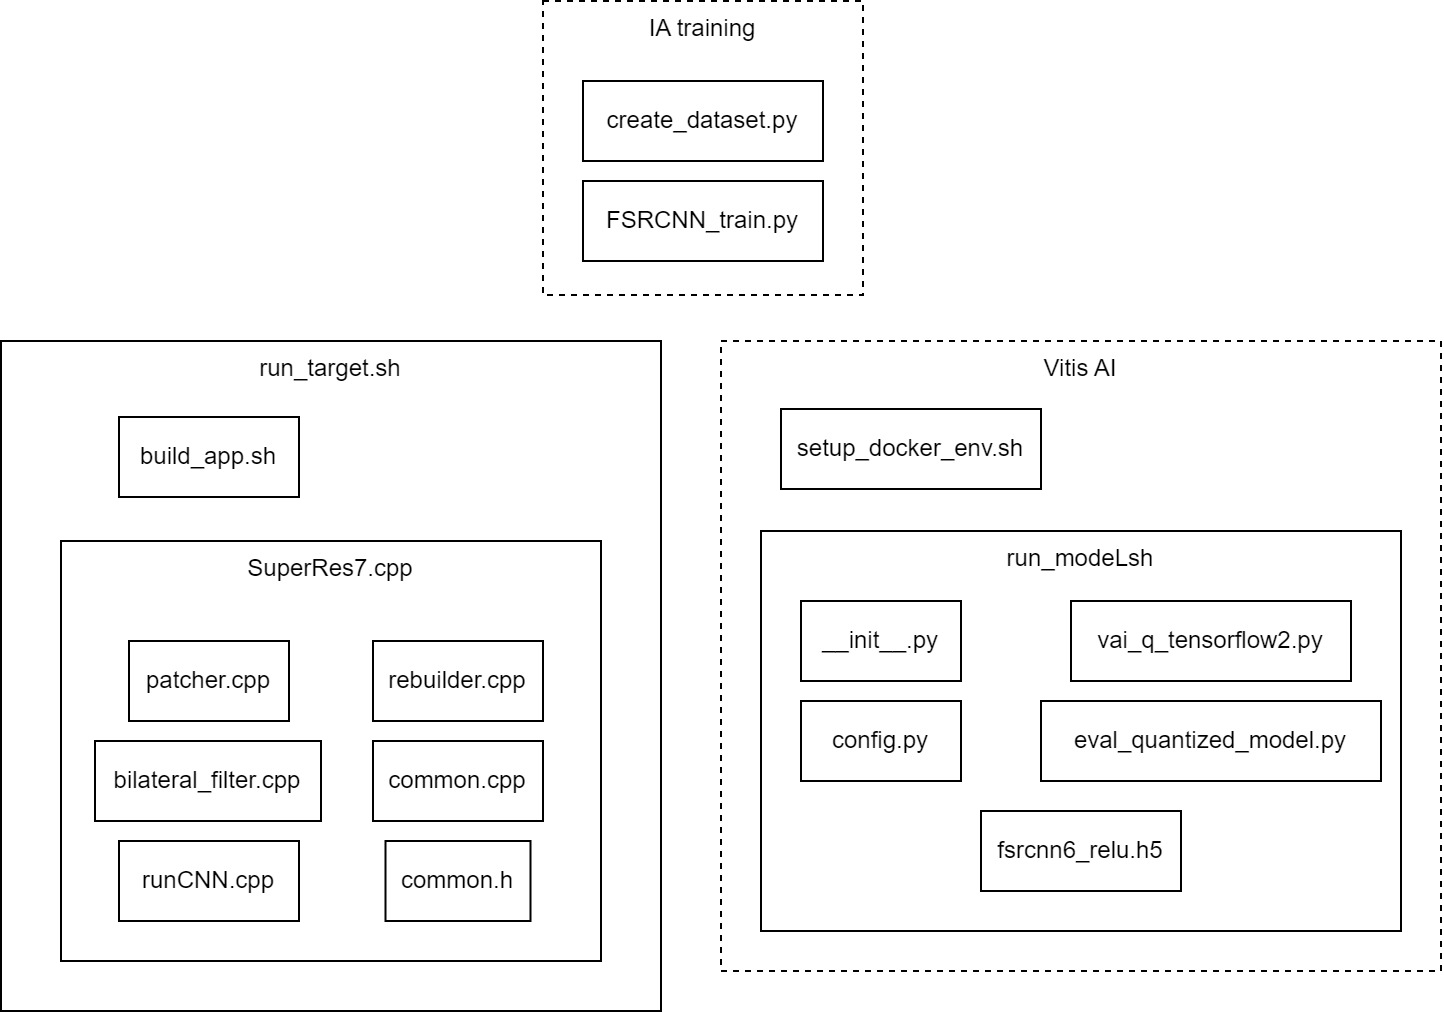 IA training
create_dataset.py
FSRCNN_train.py
run_target.sh
build_app.sh
SuperRes7.cpp
patcher.cpp
rebuilder.cpp
bilateral_filter.cpp
common.cpp
runCNN.cpp
common.h
Vitis AI
setup_docker_env.sh
run_modeLsh
__init__.py
vai_q_tensorflow2.py
config.py
eval_quantized_model.py
fsrcnn6_relu.h5